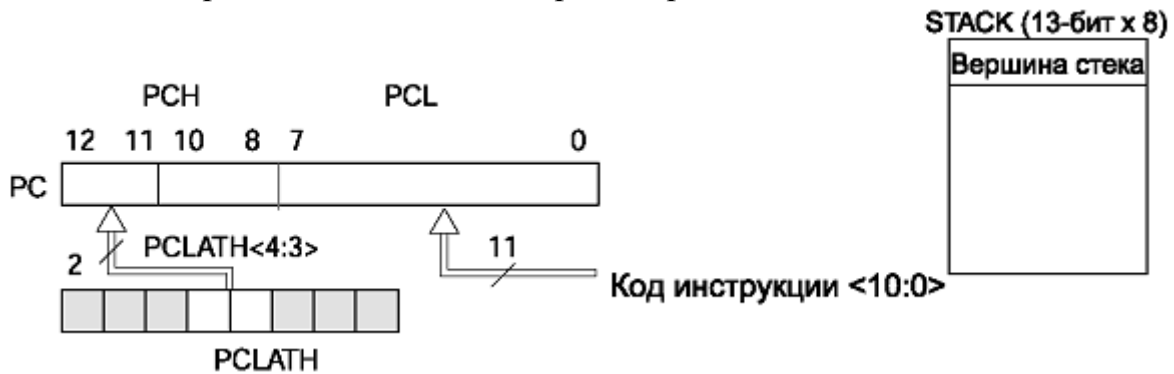 STACK (13-бит x 8)
Вершина стека
PCH PCL
12 11 10 8 7 0
PC
2 PCLATH<4:3> 11
Код инструкции <10:0>
PCLATH